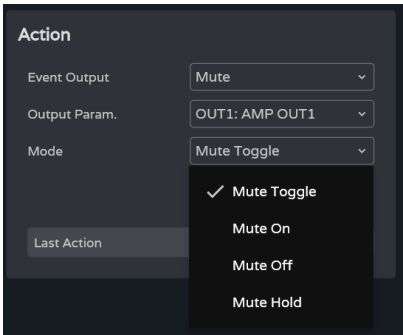 Action
Event Output Mute
Output Param. OUT1: AMP OUT1
Mode Mute Toggle
Mute Toggle
Mute On
Last Action
Mute Off
Mute Hold